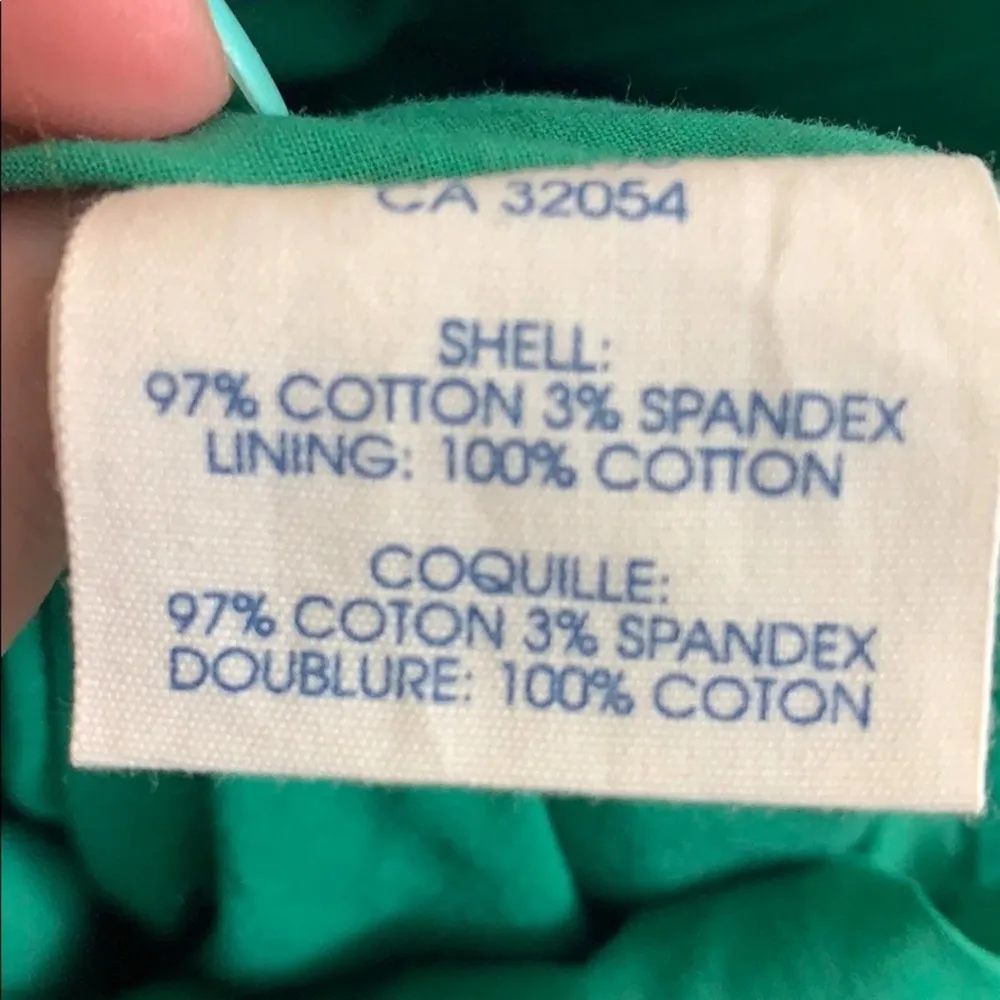 CA 32054
SHELL:
97% COTTON 3% SPANDEX
LINING: 100% COTTON
COQUILLE:
97% COTON 3% SPANDEX
DOUBLURE: 100% COTON